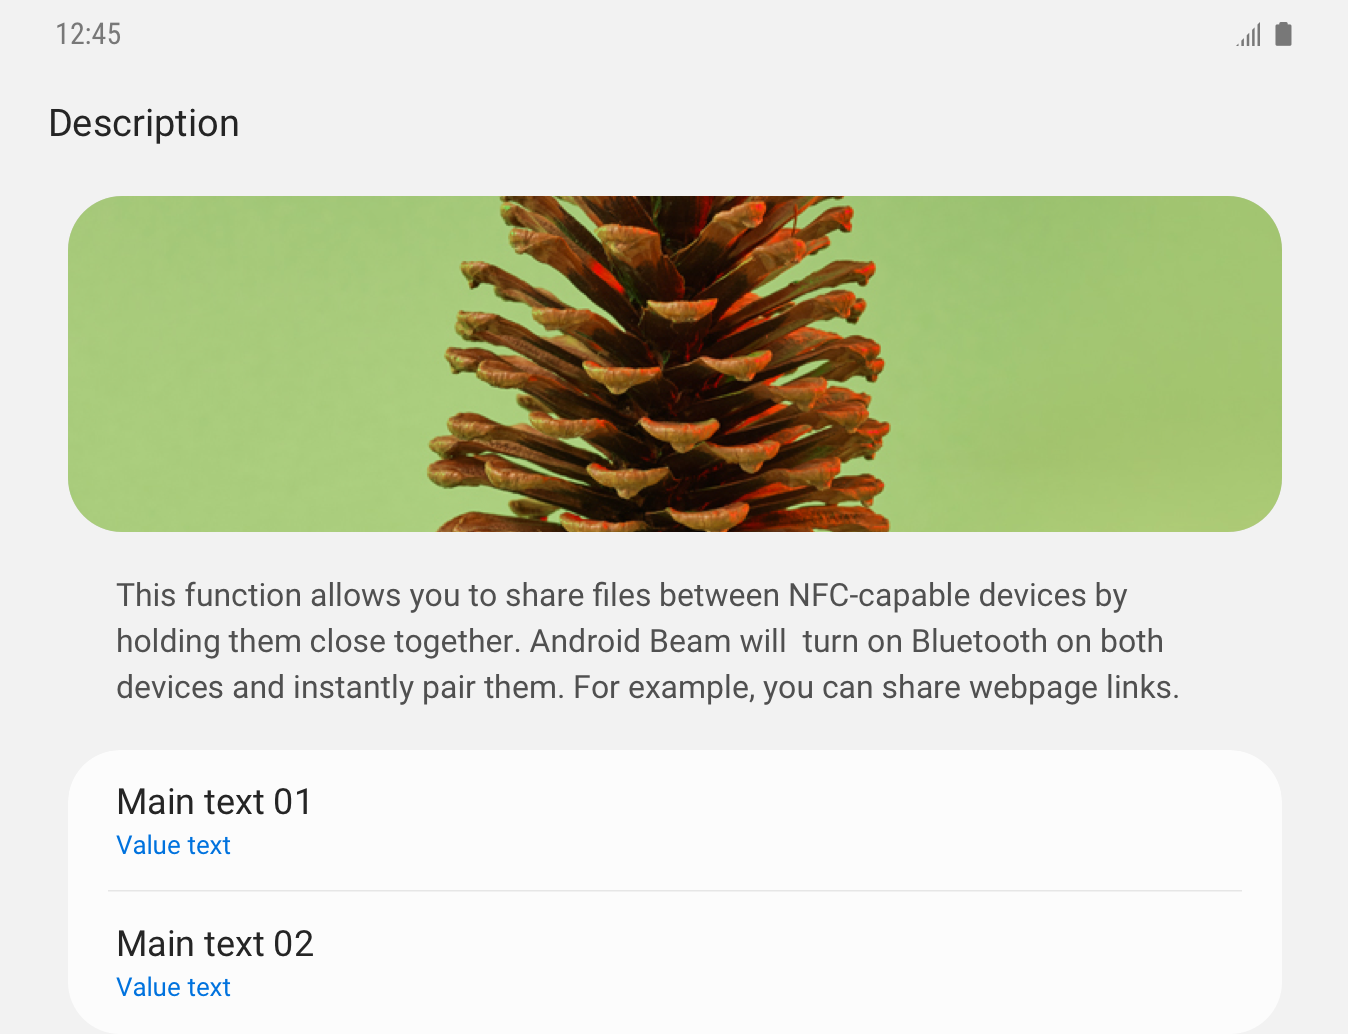 12:45
Description
This function allows you to share files between NFC-capable devices by
holding them close together. Android Beam will  turn on Bluetooth on both
devices and instantly pair them. For example, you can share webpage links.
Main text 01
Value text
Main text 02
Value text